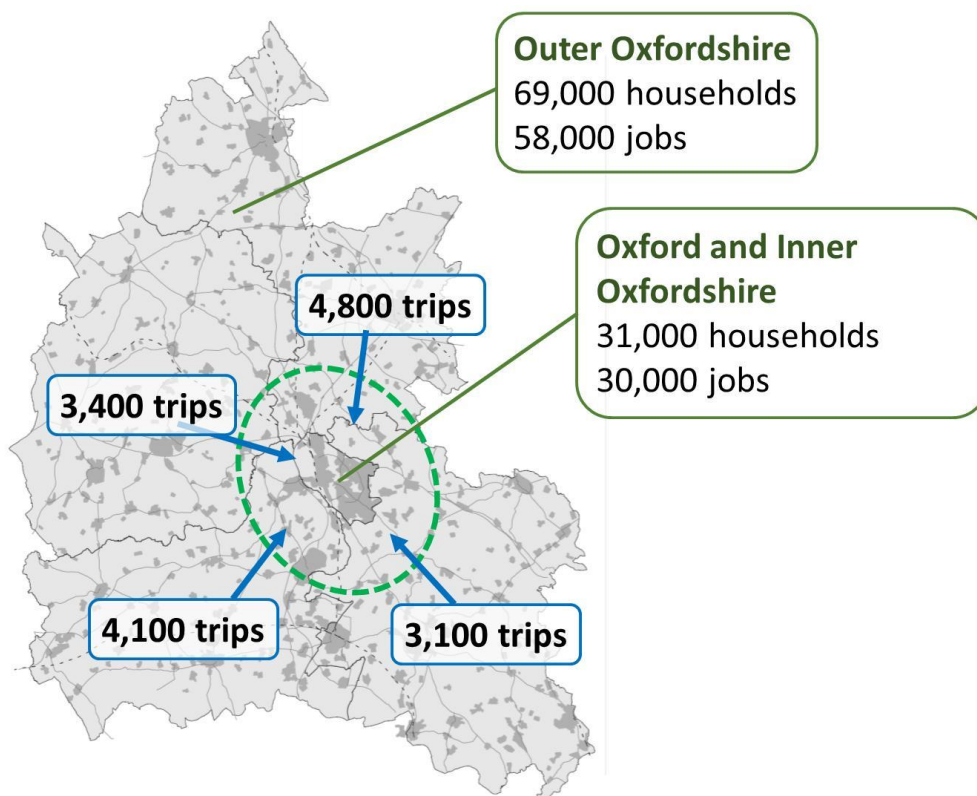 Outer Oxfordshire
69,000 households
58,000 jobs
Oxford and Inner
Oxfordshire
31,000 households
30,000 jobs
4,800 trips
3,400 trips
4,100 trips
3,100 trips